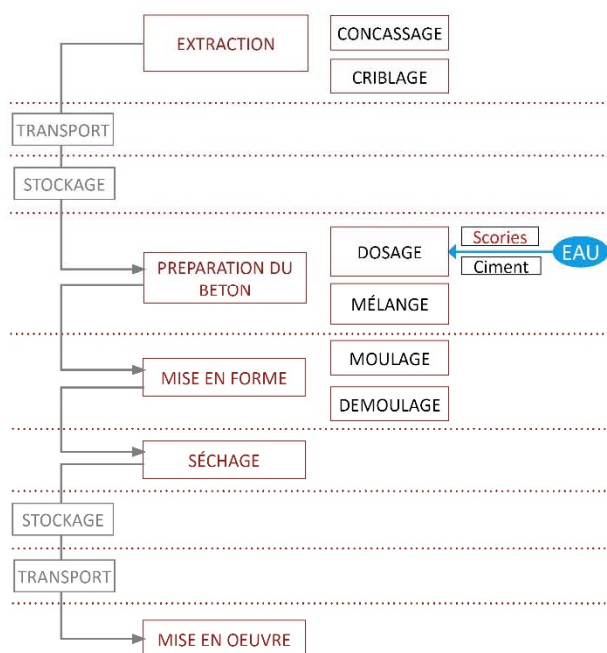 EXTRACTION
CONCASSAGE
CRIBLAGE
TRANSPORT
STOCKAGE
PREPARATION DU
BETON
DOSAGE
Scories
Ciment
EAU
MÉLANGE
MISE EN FORME
MOULAGE
DEMOULAGE
SÉCHAGE
STOCKAGE
TRANSPORT
MISE EN OEUVRE